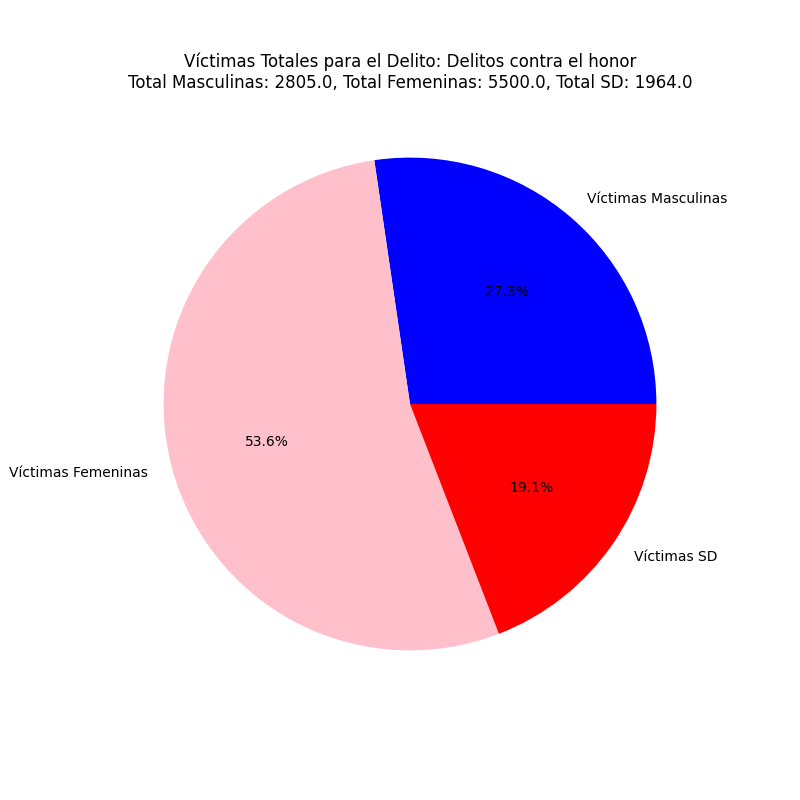 Víctimas Totales para el Delito: Delitos contra el honor
Total Masculinas: 2805.0, Total Femeninas: 5500.0, Total SD: 1964.0
Víctimas Masculinas
27.3%
53.6%
Víctimas Femeninas
19.1%
Víctimas SD